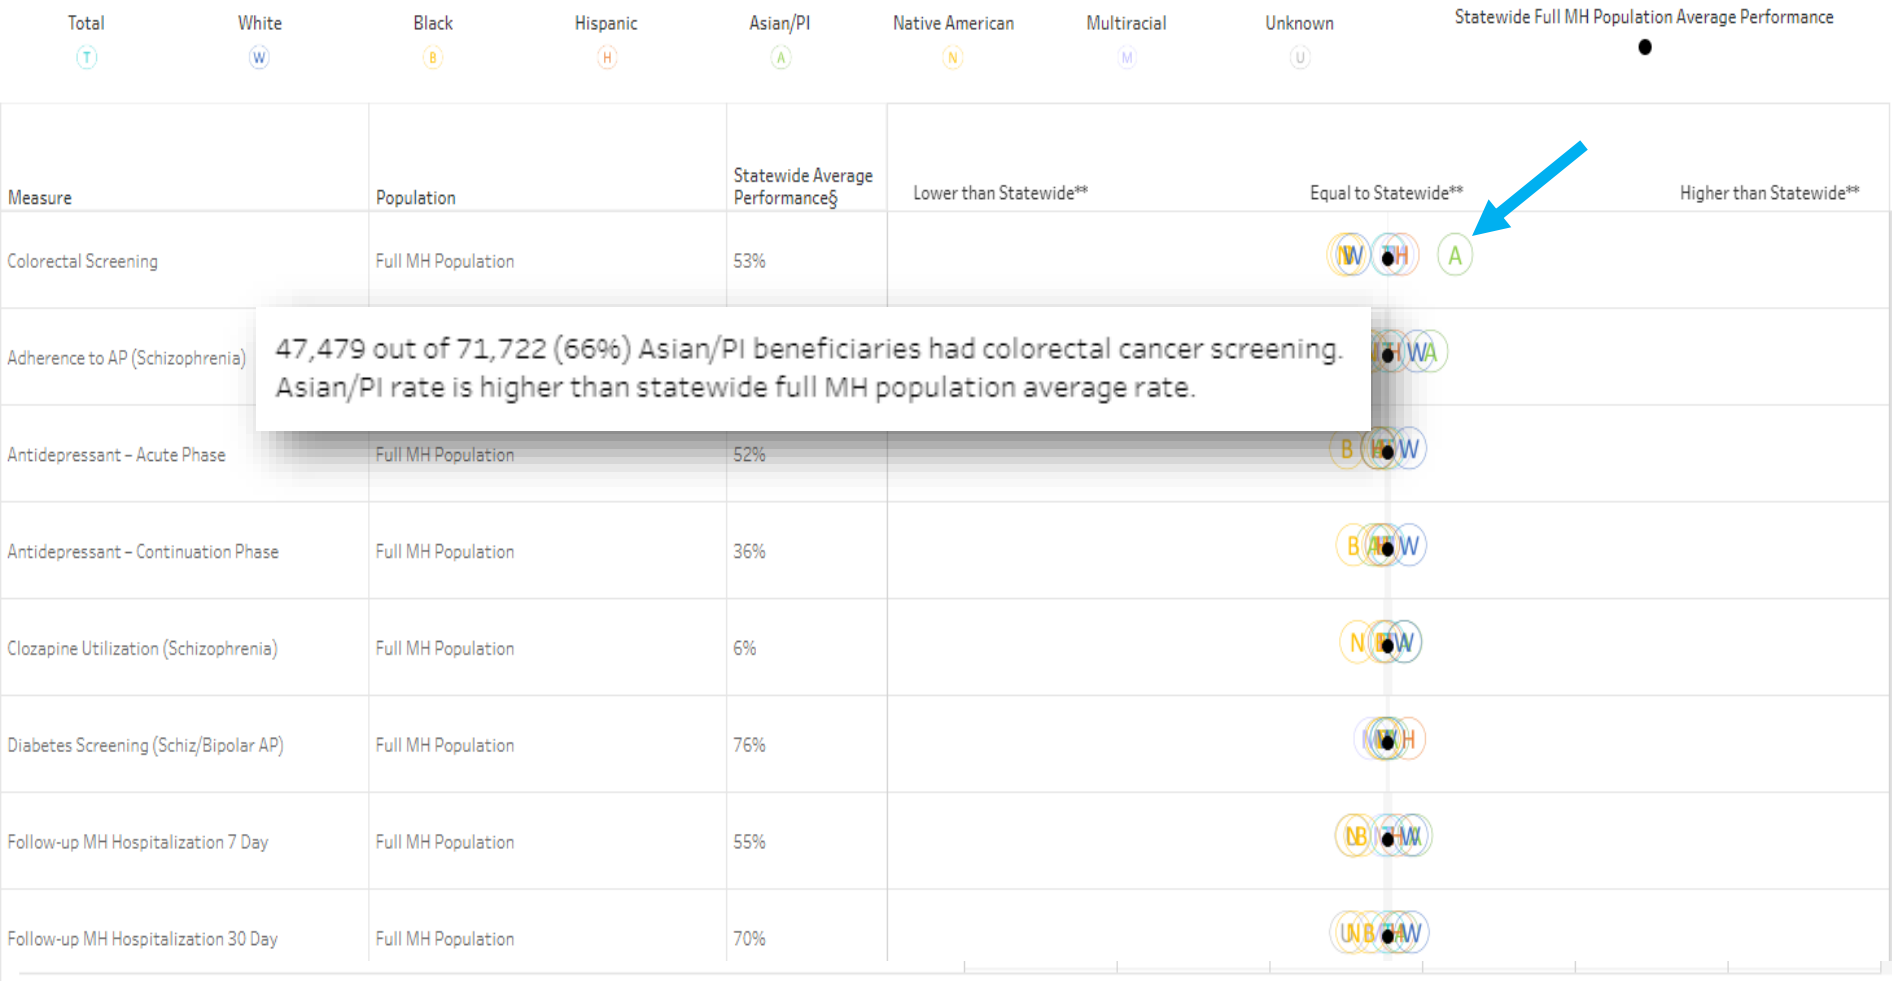 Total White Black Hispanic Asian/PI Native American Multiracial Unknown Statewide Full MH Population Average Performance
T W B H A N M U
Measure Population Statewide Average Performance§ Lower than Statewide** Equal to Statewide** Higher than Statewide**
Colorectal Screening Full MH Population 53% W H A
Adherence to AP (Schizophrenia) W A
47,479 out of 71,722 (66%) Asian/PI beneficiaries had colorectal cancer screening.
Asian/PI rate is higher than statewide full MH population average rate.
Antidepressant – Acute Phase Full MH Population 52% B W
Antidepressant – Continuation Phase Full MH Population 36% B A W
Clozapine Utilization (Schizophrenia) Full MH Population 6% N W
Diabetes Screening (Schiz/Bipolar AP) Full MH Population 76% H
Follow-up MH Hospitalization 7 Day Full MH Population 55% B H W
Follow-up MH Hospitalization 30 Day Full MH Population 70% U N B W